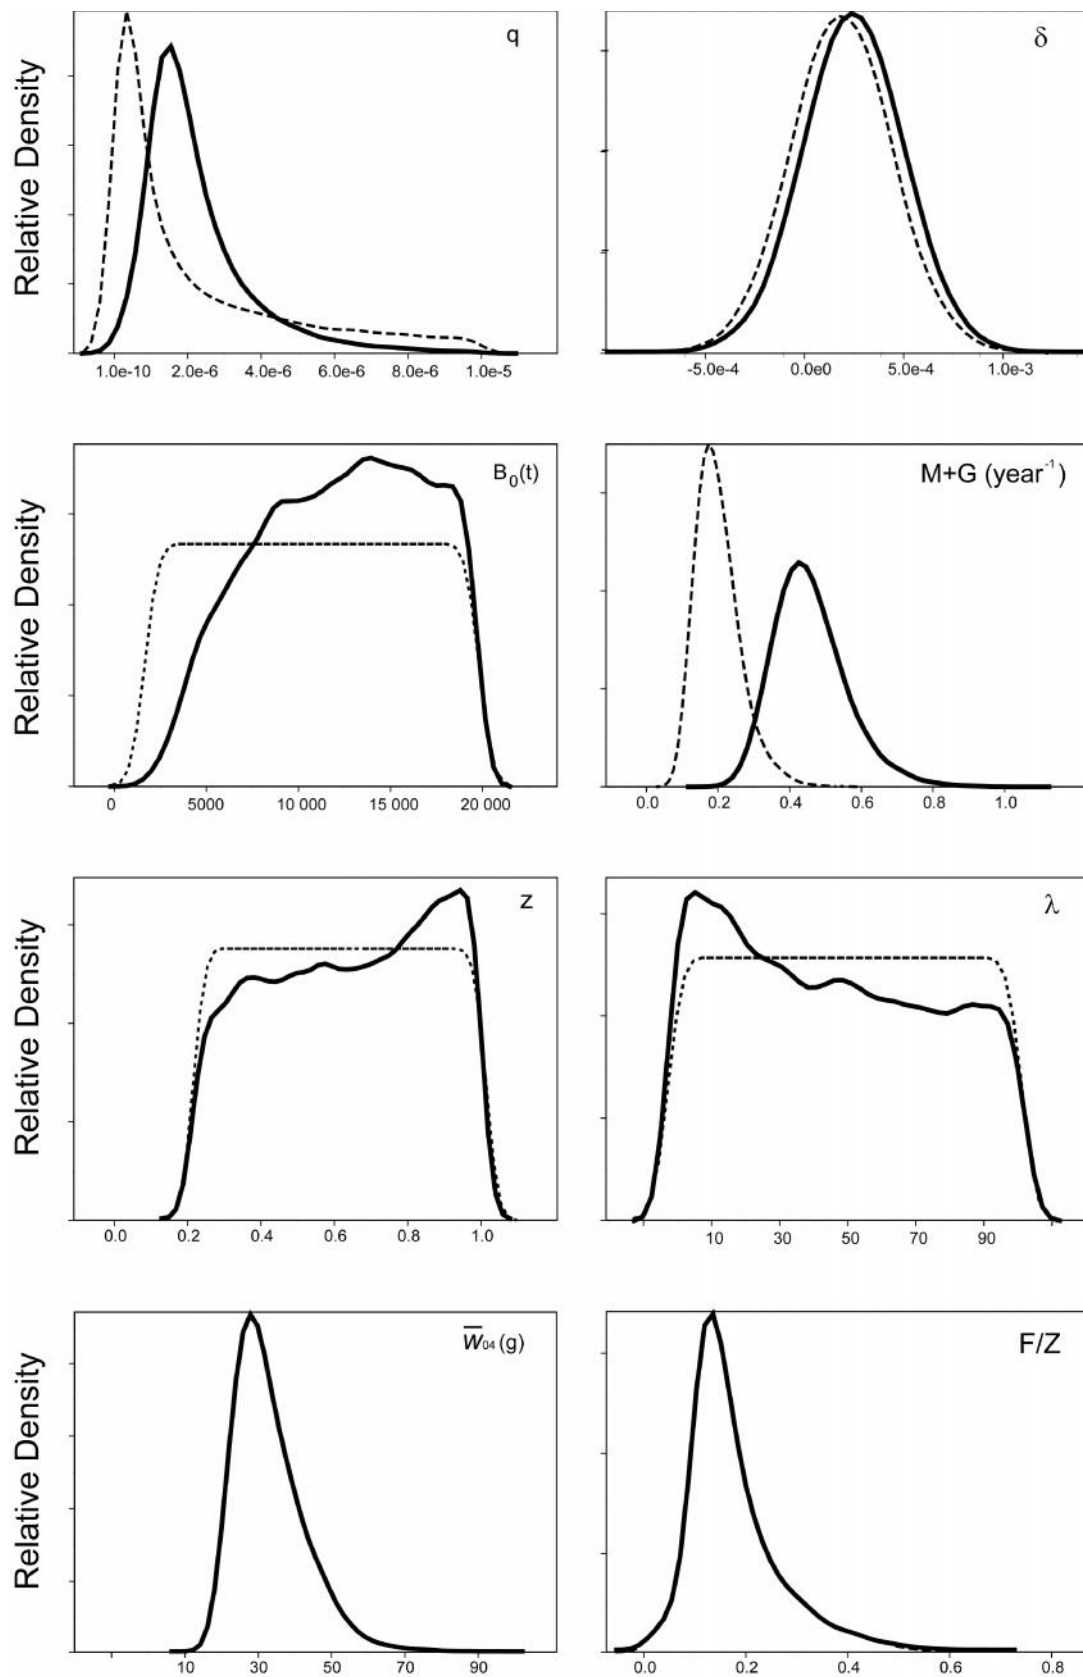 q
δ
Relative Density
1.0e-10 2.0e-6 4.0e-6 6.0e-6 8.0e-6 1.0e-5
-5.0e-4 0.0e0 5.0e-4 1.0e-3
B0(t)
M+G (year-1)
Relative Density
0 5000 10 000 15 000 20 000
0.0 0.2 0.4 0.6 0.8 1.0
z
λ
Relative Density
0.0 0.2 0.4 0.6 0.8 1.0
10 30 50 70 90
W̅04 (g)
F/Z
Relative Density
10 30 50 70 90
0.0 0.2 0.4 0.6 0.8